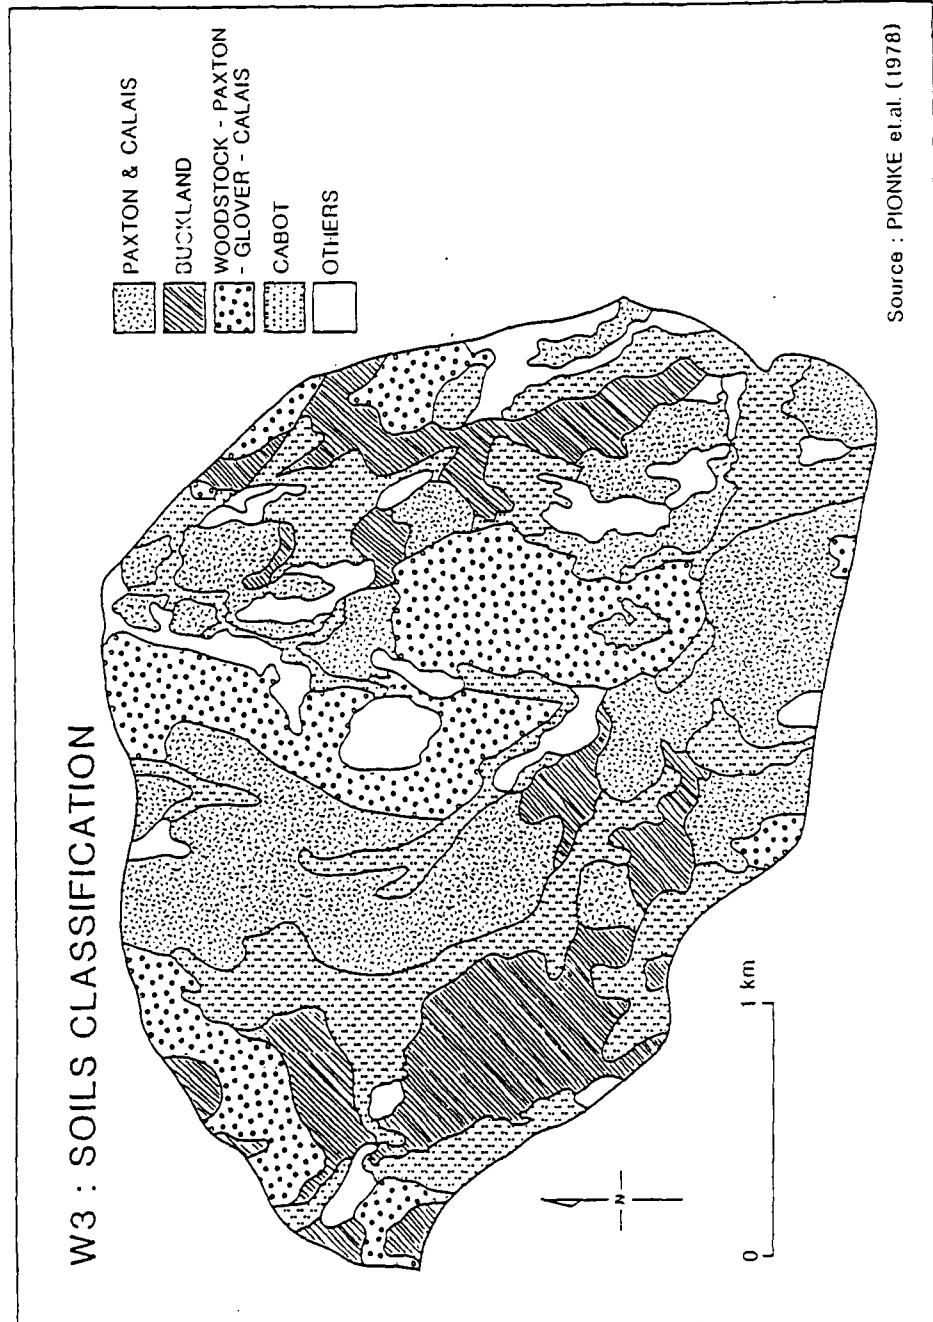 W3 : SOILS CLASSIFICATION
PAXTON & CALAIS
BUCKLAND
WOODSTOCK - PAXTON
- GLOVER - CALAIS
CABOT
OTHERS
N
0 1 km
Source : PIONKE et.al. (1978)